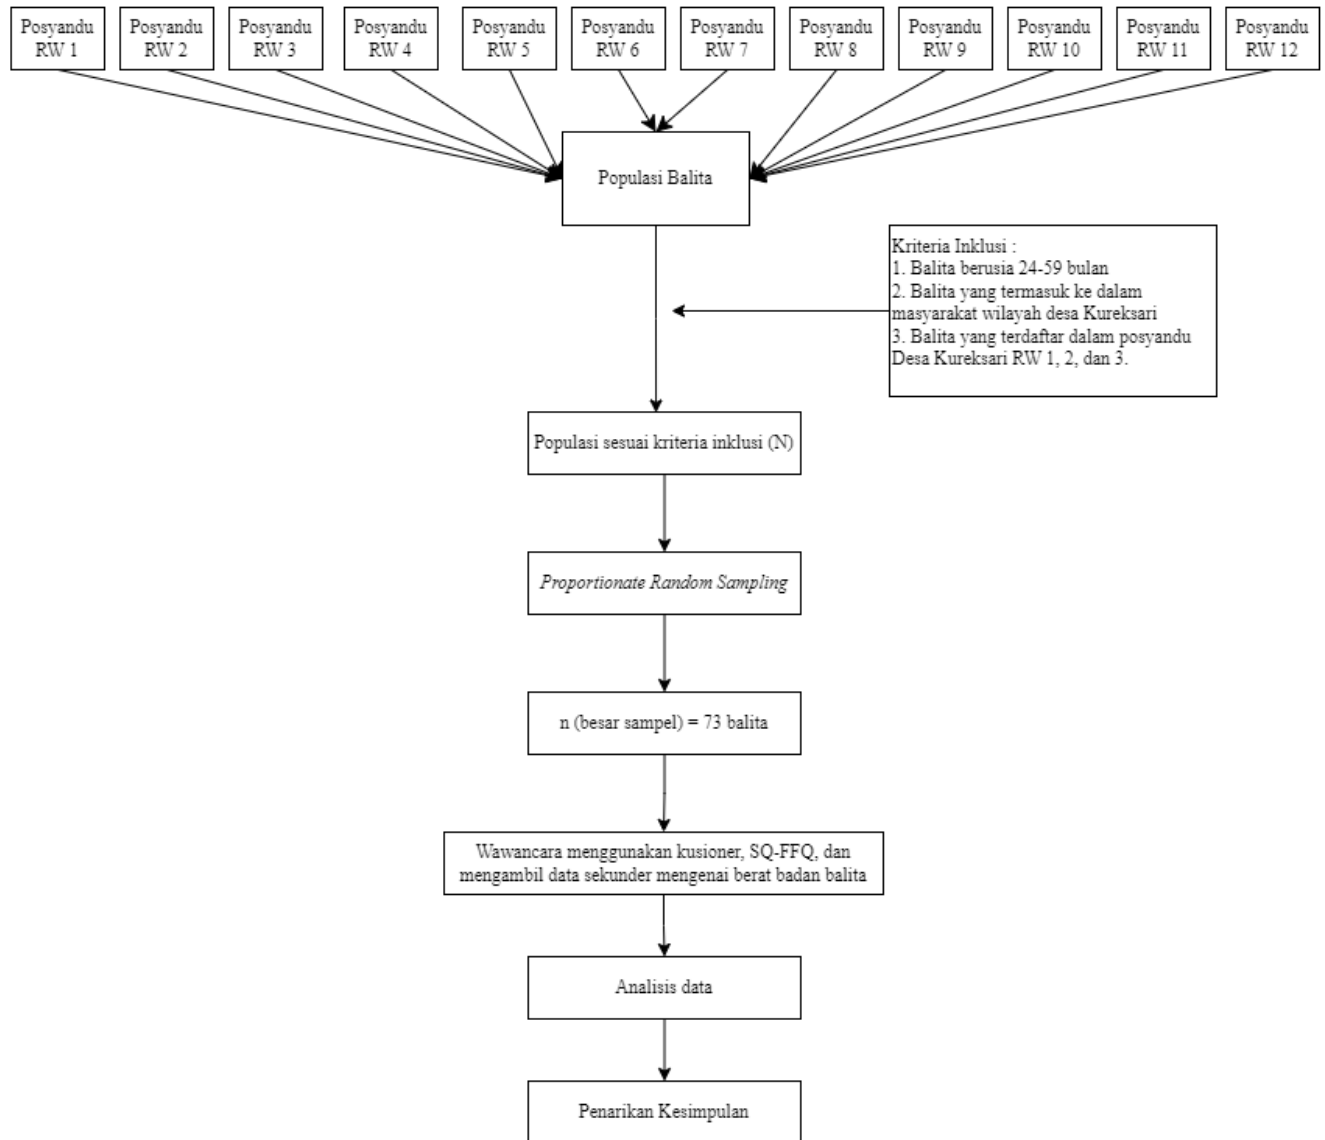 Posyandu
RW 1
Posyandu
RW 2
Posyandu
RW 3
Posyandu
RW 4
Posyandu
RW 5
Posyandu
RW 6
Posyandu
RW 7
Posyandu
RW 8
Posyandu
RW 9
Posyandu
RW 10
Posyandu
RW 11
Posyandu
RW 12
Populasi Balita
Kriteria Inklusi :
1. Balita berusia 24-59 bulan
2. Balita yang termasuk ke dalam
masyarakat wilayah desa Kureksari
3. Balita yang terdaftar dalam posyandu
Desa Kureksari RW 1, 2, dan 3.
Populasi sesuai kriteria inklusi (N)
Proportionate Random Sampling
n (besar sampel) = 73 balita
Wawancara menggunakan kusioner, SQ-FFQ, dan
mengambil data sekunder mengenai berat badan balita
Analisis data
Penarikan Kesimpulan